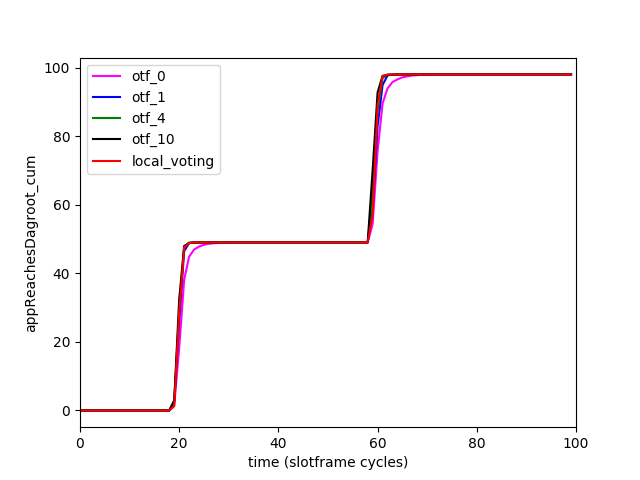 otf_0
otf_1
otf_4
otf_10
local_voting
appReachesDagroot_cum
100
80
60
40
20
0
0 20 40 60 80 100
time (slotframe cycles)